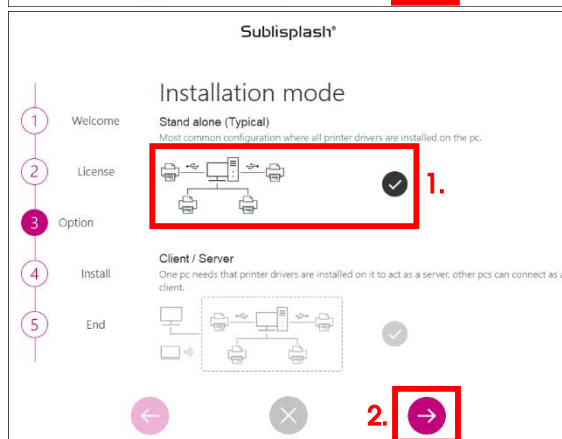 Sublisplash®
Installation mode
Stand alone (Typical)
Most common configuration where all printer drivers are installed on the pc.
1.
Client / Server
One pc needs that printer drivers are installed on it to act as a server, other pcs can connect as a
client.
1 Welcome
2 License
3 Option
4 Install
5 End
2.